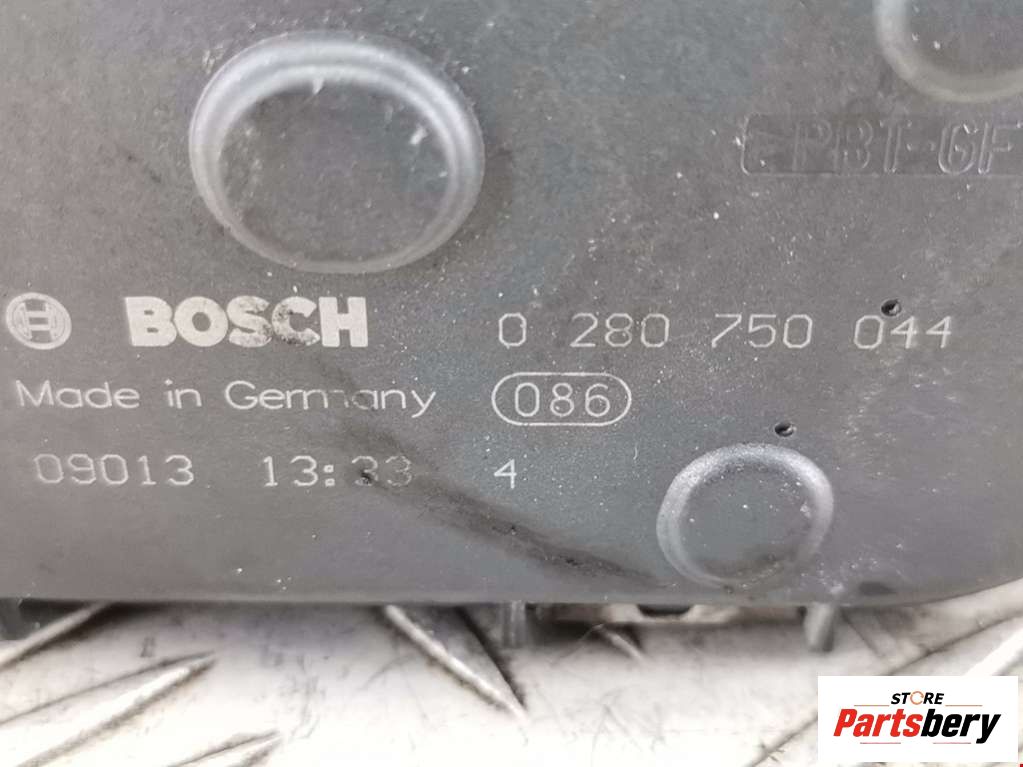 PBT-GF
BOSCH 0 280 750 044
Made in Germany 086
09013 13:33 4
STORE
Partsbery